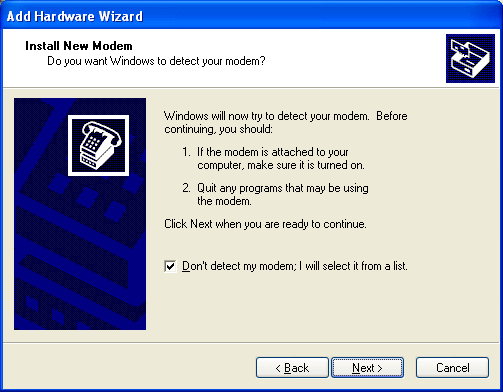 Add Hardware Wizard
Install New Modem
Do you want Windows to detect your modem?
Windows will now try to detect your modem. Before
continuing, you should:
1. If the modem is attached to your
computer, make sure it is turned on.
2. Quit any programs that may be using
the modem.
Click Next when you are ready to continue.
Don't detect my modem; I will select it from a list.
< Back Next > Cancel